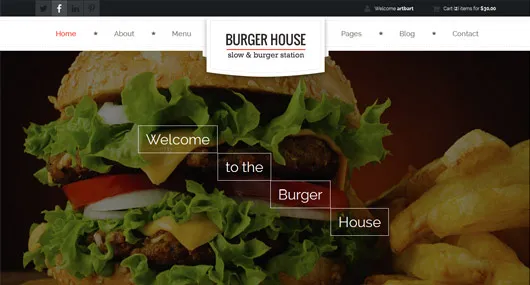 Welcome artbart Cart (2) items for $30.00
Home About Menu Pages Blog Contact
BURGER HOUSE
slow & burger station
Welcome
to the
Burger
House